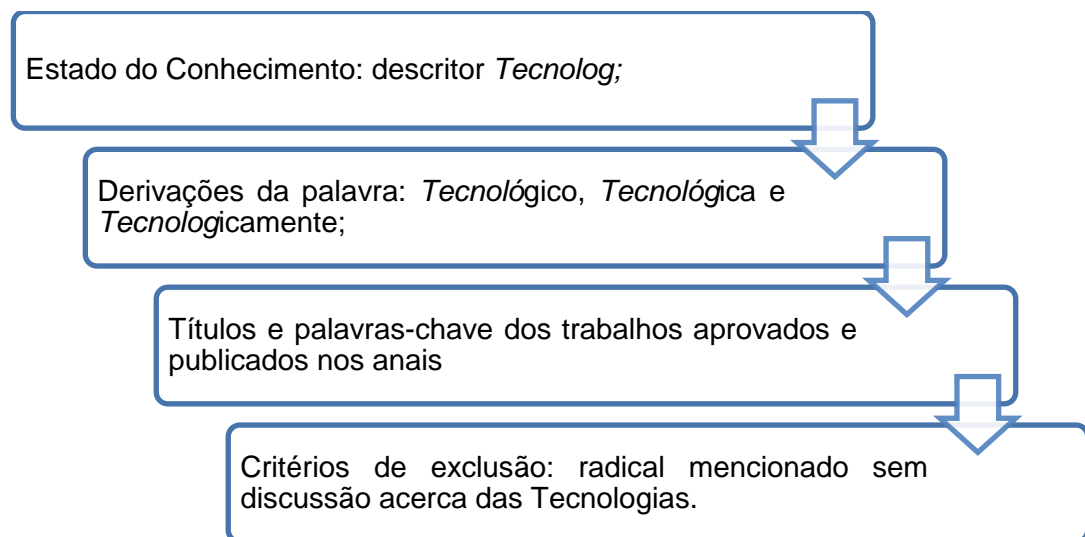 Estado do Conhecimento: descritor Tecnolog;
Derivações da palavra: Tecnológico, Tecnológica e
Tecnologicamente;
Títulos e palavras-chave dos trabalhos aprovados e
publicados nos anais
Critérios de exclusão: radical mencionado sem
discussão acerca das Tecnologias.